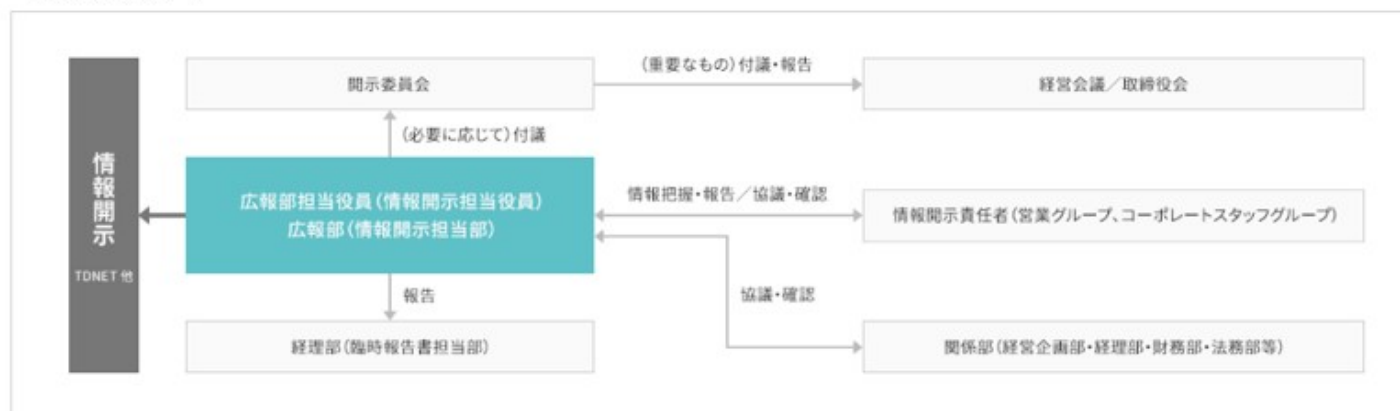 開示委員会
(重要なもの)付議・報告
経営会議／取締役会
(必要に応じて)付議
情報開示
TDNET 他
広報部担当役員(情報開示担当役員)
広報部(情報開示担当部)
情報把握・報告／協議・確認
情報開示責任者(営業グループ、コーポレートスタッフグループ)
報告
協議・確認
経理部(臨時報告書担当部)
関係部(経営企画部・経理部・財務部・法務部等)